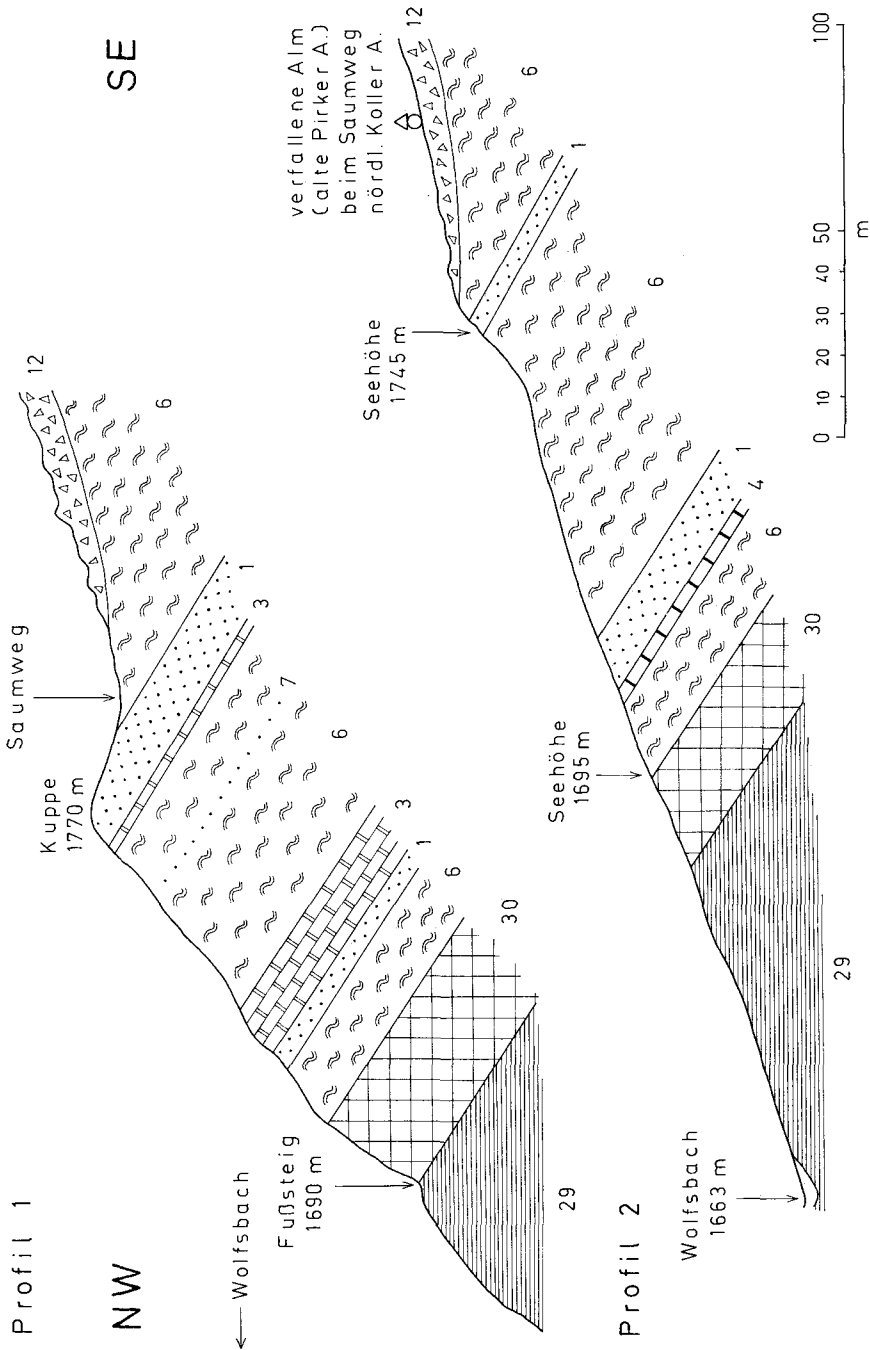 Profil 1
NW
SE
← Wolfsbach
Fußsteig
1690 m
Kuppe
1770 m
Saumweg
12
6
1
3
7
6
3
1
6
30
29
Profil 2
Wolfsbach
1663 m
Seehöhe
1695 m
Seehöhe
1745 m
verfallene Alm
(alte Pirker A.)
beim Saumweg
nördl. Koller A.
12
6
1
6
1
4
6
30
29
0 10 20 30 40 50 100
m